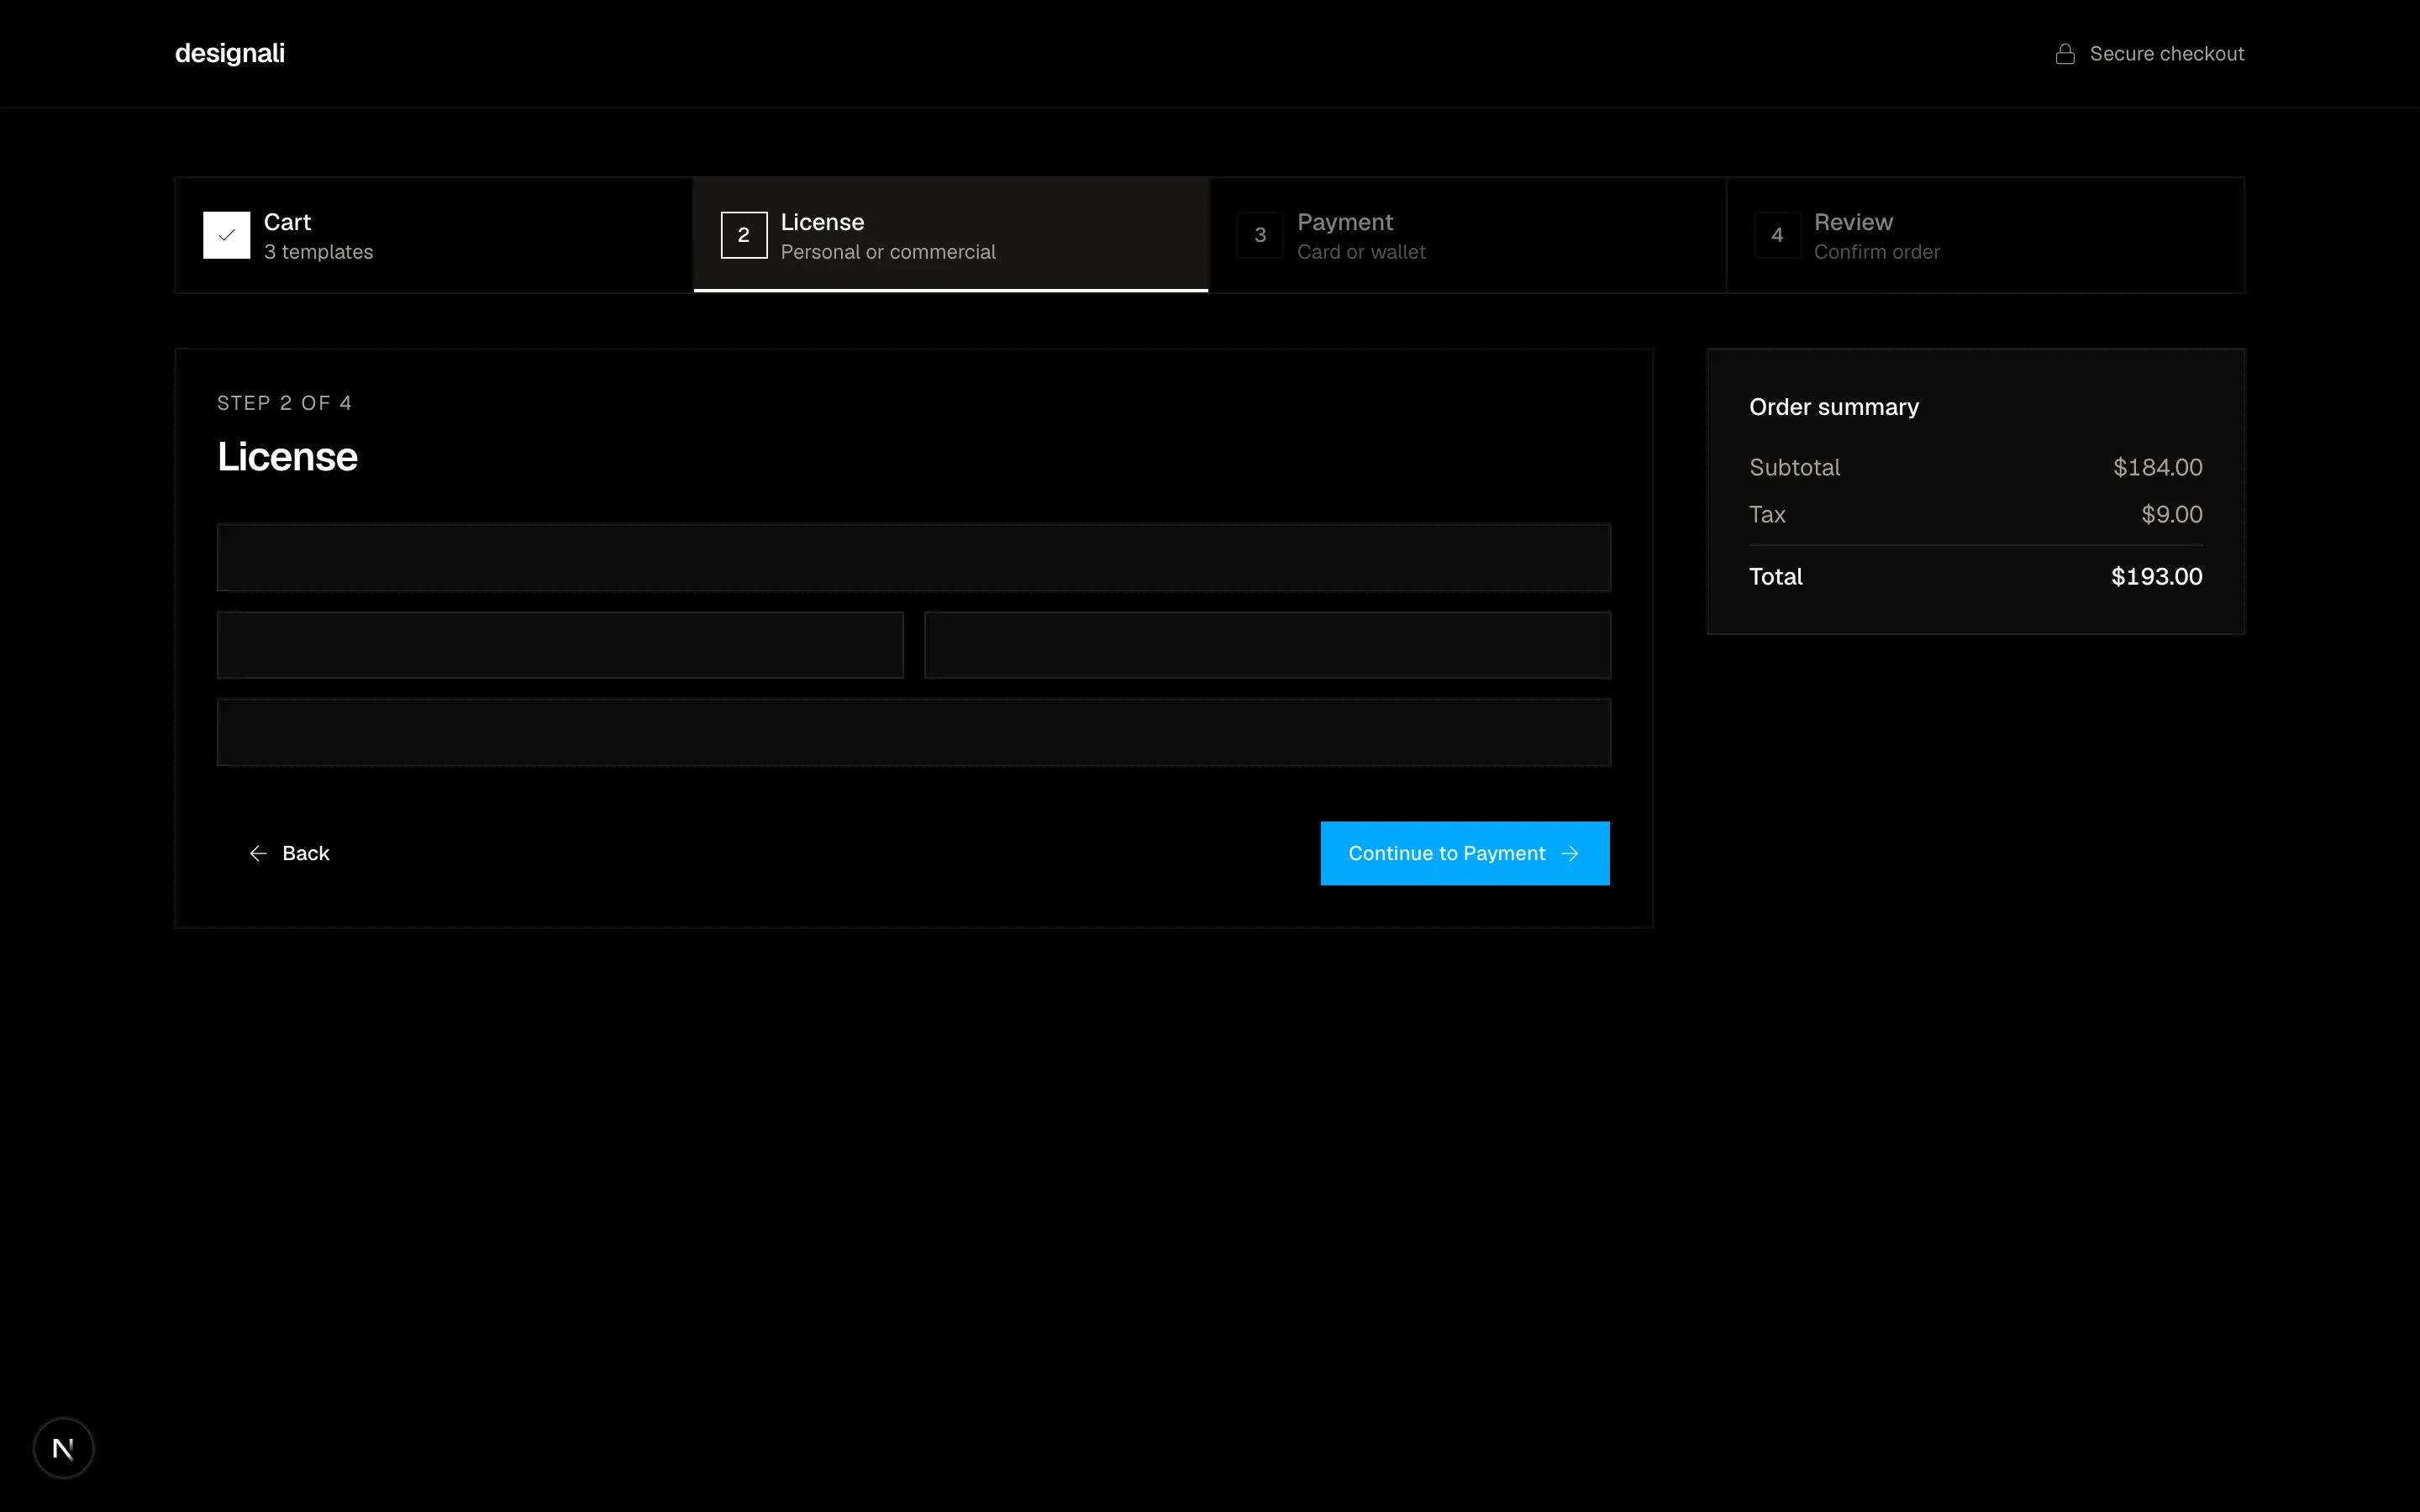 designali
Secure checkout
Cart
3 templates
2
License
Personal or commercial
3
Payment
Card or wallet
4
Review
Confirm order
STEP 2 OF 4
License
Back
Continue to Payment
Order summary
Subtotal $184.00
Tax $9.00
Total $193.00
N